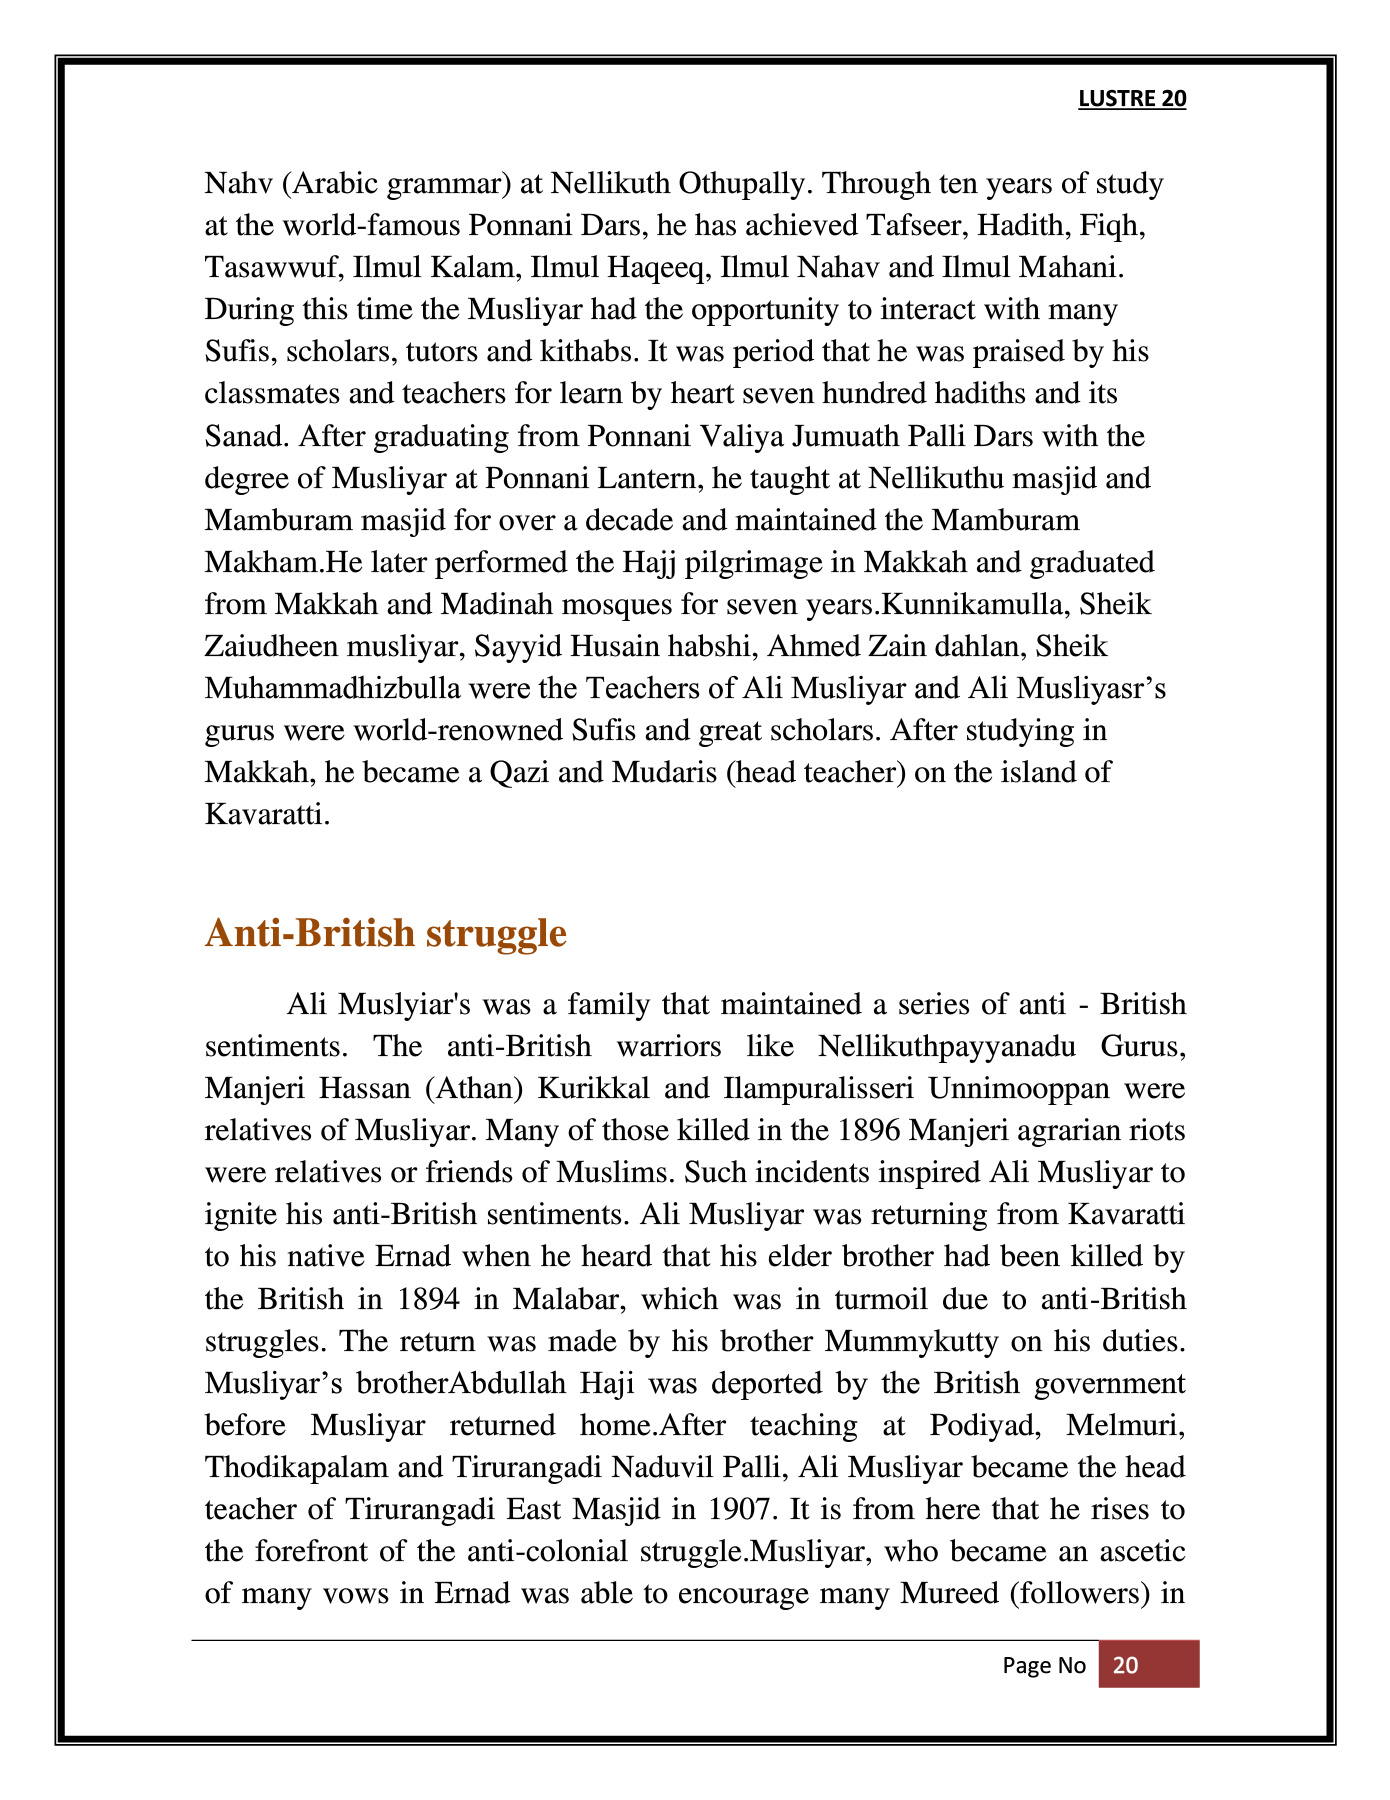 LUSTRE 20
Nahv (Arabic grammar) at Nellikuth Othupally. Through ten years of study
at the world-famous Ponnani Dars, he has achieved Tafseer, Hadith, Fiqh,
Tasawwuf, Ilmul Kalam, Ilmul Haqeeq, Ilmul Nahav and Ilmul Mahani.
During this time the Musliyar had the opportunity to interact with many
Sufis, scholars, tutors and kithabs. It was period that he was praised by his
classmates and teachers for learn by heart seven hundred hadiths and its
Sanad. After graduating from Ponnani Valiya Jumuath Palli Dars with the
degree of Musliyar at Ponnani Lantern, he taught at Nellikuthu masjid and
Mamburam masjid for over a decade and maintained the Mamburam
Makham.He later performed the Hajj pilgrimage in Makkah and graduated
from Makkah and Madinah mosques for seven years.Kunnikamulla, Sheik
Zaiudheen musliyar, Sayyid Husain habshi, Ahmed Zain dahlan, Sheik
Muhammadhizbulla were the Teachers of Ali Musliyar and Ali Musliyasr’s
gurus were world-renowned Sufis and great scholars. After studying in
Makkah, he became a Qazi and Mudaris (head teacher) on the island of
Kavaratti.
Anti-British struggle
Ali Muslyiar's was a family that maintained a series of anti - British
sentiments. The anti-British warriors like Nellikuthpayyanadu Gurus,
Manjeri Hassan (Athan) Kurikkal and Ilampuralisseri Unnimooppan were
relatives of Musliyar. Many of those killed in the 1896 Manjeri agrarian riots
were relatives or friends of Muslims. Such incidents inspired Ali Musliyar to
ignite his anti-British sentiments. Ali Musliyar was returning from Kavaratti
to his native Ernad when he heard that his elder brother had been killed by
the British in 1894 in Malabar, which was in turmoil due to anti-British
struggles. The return was made by his brother Mummykutty on his duties.
Musliyar’s brotherAbdullah Haji was deported by the British government
before Musliyar returned home.After teaching at Podiyad, Melmuri,
Thodikapalam and Tirurangadi Naduvil Palli, Ali Musliyar became the head
teacher of Tirurangadi East Masjid in 1907. It is from here that he rises to
the forefront of the anti-colonial struggle.Musliyar, who became an ascetic
of many vows in Ernad was able to encourage many Mureed (followers) in
Page No 20